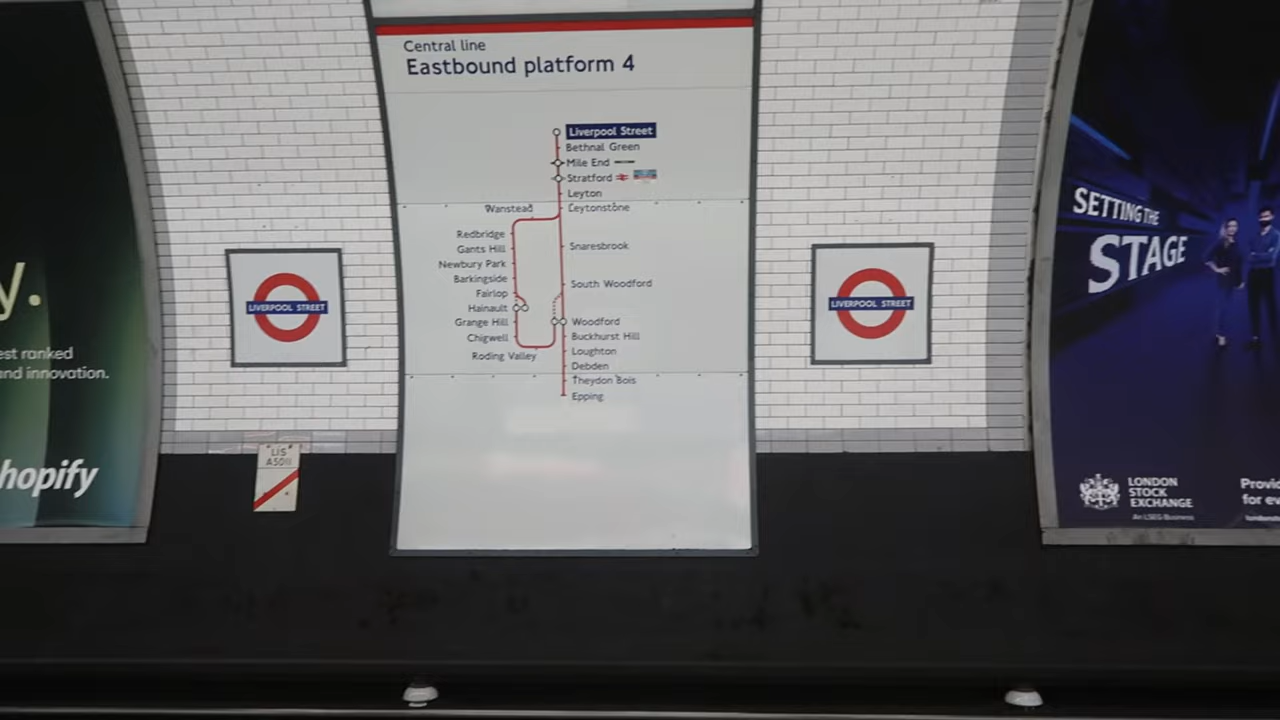 Central line
Eastbound platform 4
Liverpool Street
Bethnal Green
Mile End
Stratford
Leyton
Leytonstone
Wanstead
Redbridge
Gants Hill
Newbury Park
Barkingside
Fairlop
Hainault
Grange Hill
Chigwell
Roding Valley
Snaresbrook
South Woodford
Woodford
Buckhurst Hill
Loughton
Debden
Theydon Bois
Epping
LIVERPOOL STREET
LIVERPOOL STREET
y.
est ranked
and innovation.
hopify
LIS
A5011
SETTING THE
STAGE
LONDON
STOCK
EXCHANGE
An LSEG Business
Provid
for ev